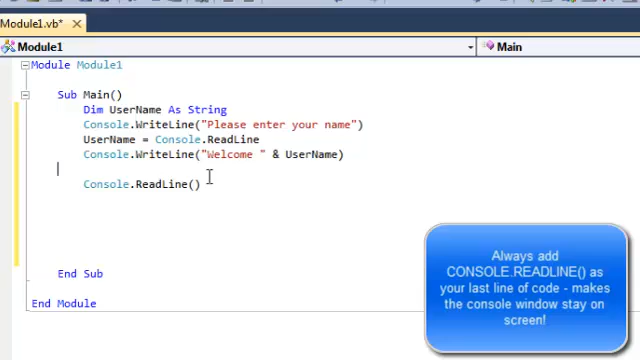 Module1.vb* ×
Module1 Main
Module Module1
Sub Main()
Dim UserName As String
Console.WriteLine("Please enter your name")
UserName = Console.ReadLine
Console.WriteLine("Welcome " & UserName)
Console.ReadLine()
End Sub
End Module
Always add
CONSOLE.READLINE() as
your last line of code - makes
the console window stay on
screen!